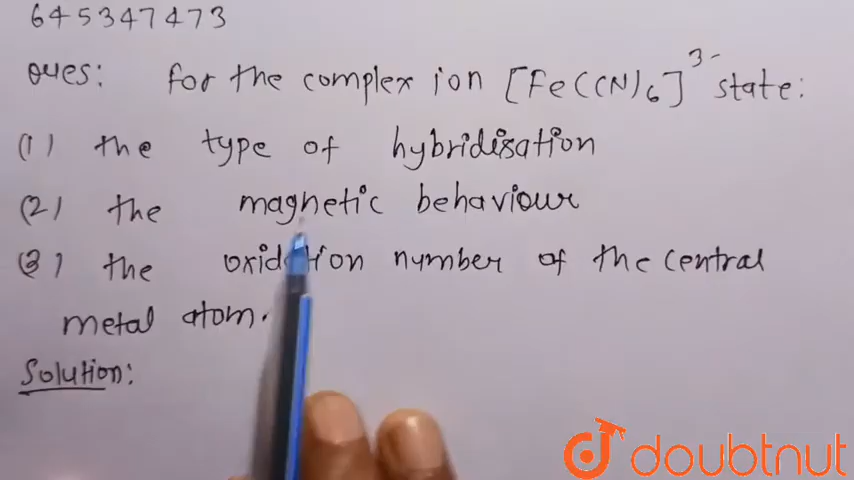 645347473
Ques: For the complex ion [Fe(CN)6]3- state:
(1) the type of hybridisation
(2) the magnetic behaviour
(3) the oxidation number of the central
metal atom.
Solution:
doubtnut